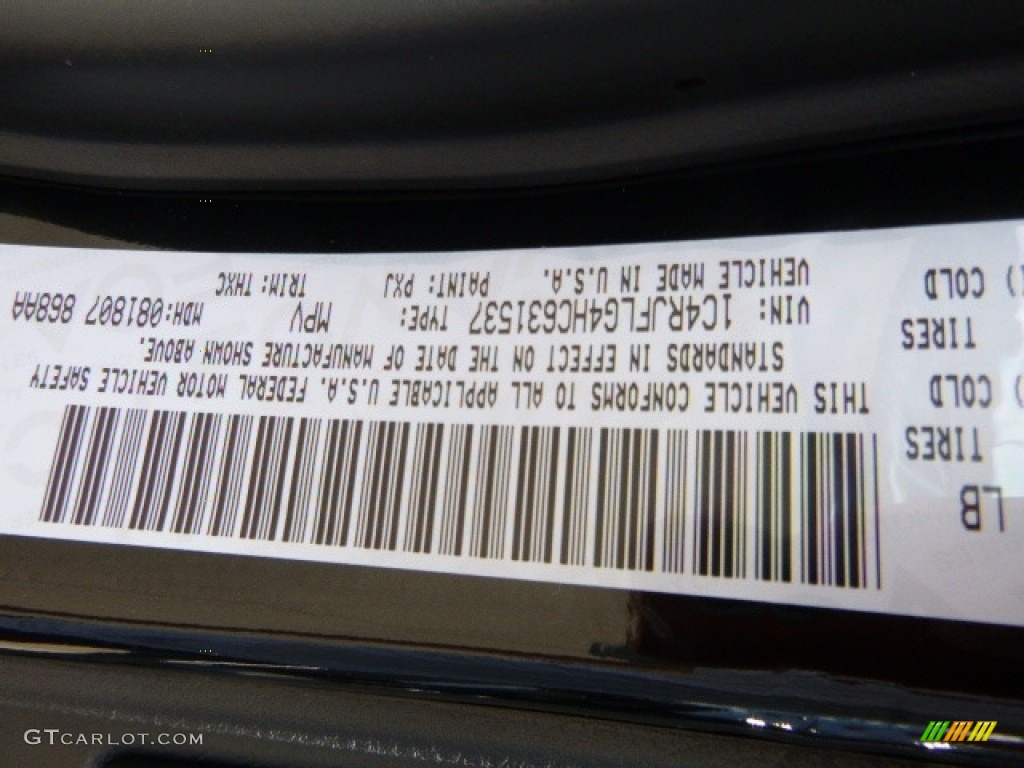 LB
TIRES
COLD
TIRES
COLD
THIS VEHICLE CONFORMS TO ALL APPLICABLE U.S.A. FEDERAL MOTOR VEHICLE SAFETY
STANDARDS IN EFFECT ON THE DATE OF MANUFACTURE SHOWN ABOVE.
VIN: 1C4RJFLG4HC631537 TYPE: MPV MDH:081807 868AA
VEHICLE MADE IN U.S.A. PAINT: PXJ TRIM: THXC
GTCARLOT.COM